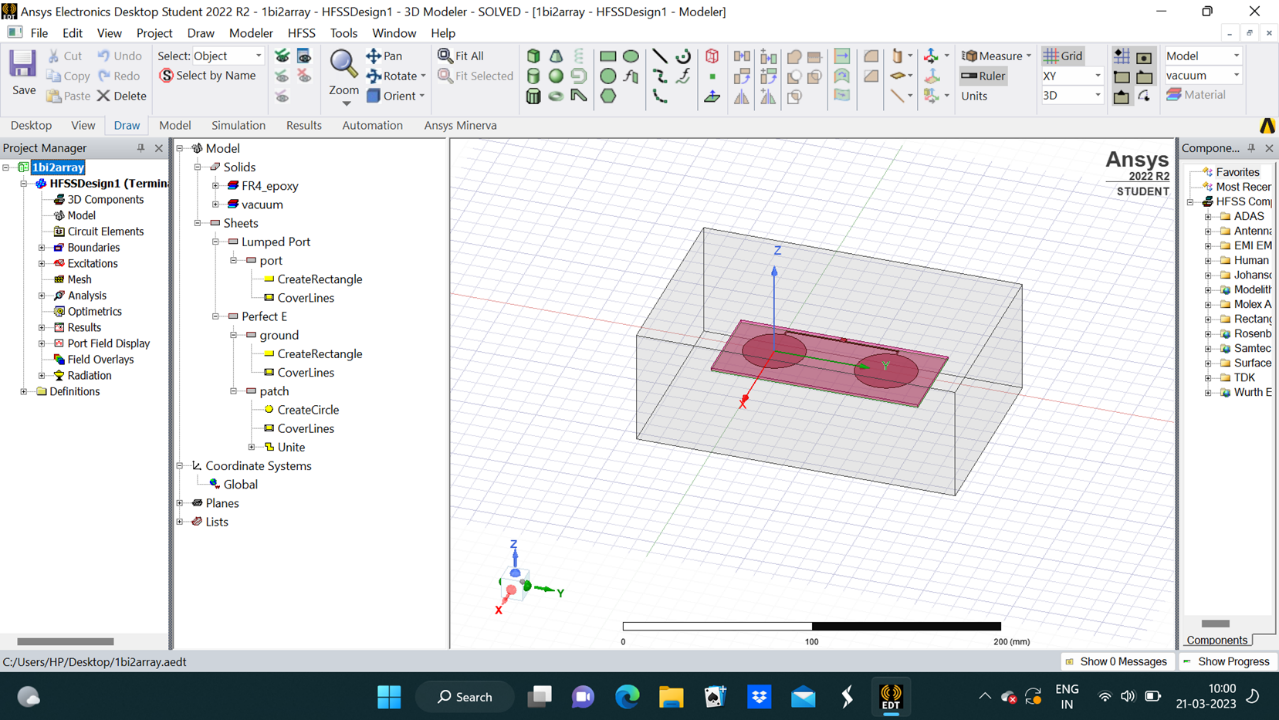 Ansys Electronics Desktop Student 2022 R2 - 1bi2array - HFSSDesign1 - 3D Modeler - SOLVED - [1bi2array - HFSSDesign1 - Modeler]
File Edit View Project Draw Modeler HFSS Tools Window Help
Save
Cut
Copy
Paste
Undo
Redo
Delete
Select: Object
Select by Name
Zoom
Pan
Rotate
Orient
Fit All
Fit Selected
Measure
Ruler
Units
Grid
XY
3D
Model
vacuum
Material
Desktop View Draw Model Simulation Results Automation Ansys Minerva
Project Manager
1bi2array
HFSSDesign1 (Termina
3D Components
Model
Circuit Elements
Boundaries
Excitations
Mesh
Analysis
Optimetrics
Results
Port Field Display
Field Overlays
Radiation
Definitions
Model
Solids
FR4_epoxy
vacuum
Sheets
Lumped Port
port
CreateRectangle
CoverLines
Perfect E
ground
CreateRectangle
CoverLines
patch
CreateCircle
CoverLines
Unite
Coordinate Systems
Global
Planes
Lists
Ansys
2022 R2
STUDENT
Z
Y
X
Z
Y
X
0 100 200 (mm)
Compone...
Favorites
Most Recer
HFSS Comp
ADAS
Antenna
EMI EM
Human
Johanso
Modelith
Molex A
Rectang
Rosenb
Samtec
Surface
TDK
Wurth E
Components
C:/Users/HP/Desktop/1bi2array.aedt
Show 0 Messages
Show Progress
Search
EDT
ENG
IN
10:00
21-03-2023